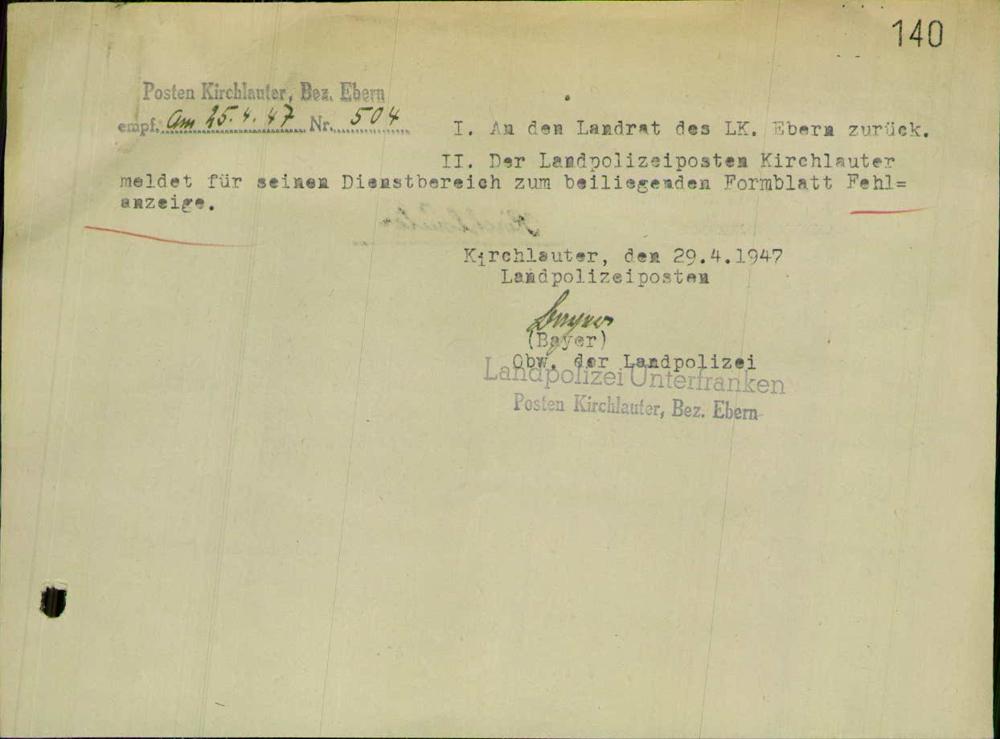 140
Posten Kirchlauter, Bez. Ebern
empf. am 25.4.47 Nr. 504
I. An den Landrat des LK. Ebern zurück.
II. Der Landpolizeiposten Kirchlauter
meldet für seinen Dienstbereich zum beiliegenden Formblatt Fehl=
anzeige.
Kirchlauter, den 29.4.1947
Landpolizeiposten
Bayer
(Bayer)
Obw. der Landpolizei
Landpolizei Unterfranken
Posten Kirchlauter, Bez. Ebern